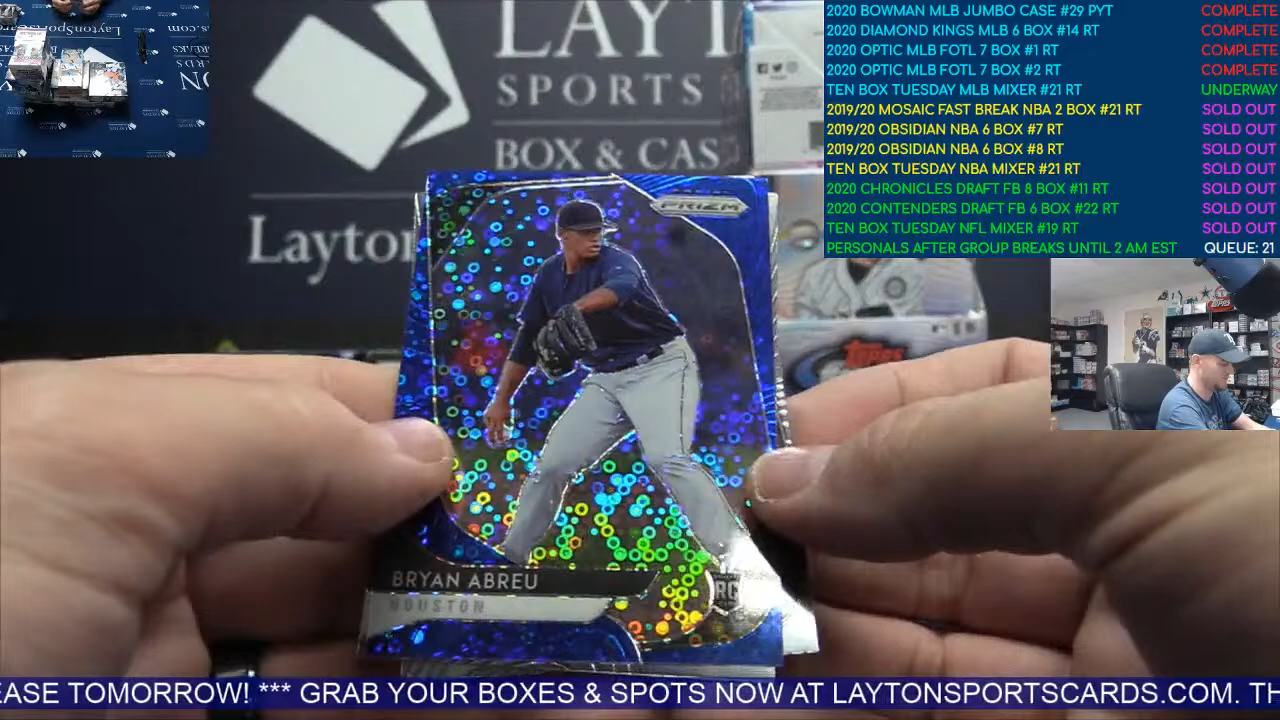 LAYT
SPORTS
BOX & CAS
Layton
PRIZM
BRYAN ABREU
HOUSTON
RC
topps
2020 BOWMAN MLB JUMBO CASE #29 PYT COMPLETE
2020 DIAMOND KINGS MLB 6 BOX #14 RT COMPLETE
2020 OPTIC MLB FOTL 7 BOX #1 RT COMPLETE
2020 OPTIC MLB FOTL 7 BOX #2 RT COMPLETE
TEN BOX TUESDAY MLB MIXER #21 RT UNDERWAY
2019/20 MOSAIC FAST BREAK NBA 2 BOX #21 RT SOLD OUT
2019/20 OBSIDIAN NBA 6 BOX #7 RT SOLD OUT
2019/20 OBSIDIAN NBA 6 BOX #8 RT SOLD OUT
TEN BOX TUESDAY NBA MIXER #21 RT SOLD OUT
2020 CHRONICLES DRAFT FB 8 BOX #11 RT SOLD OUT
2020 CONTENDERS DRAFT FB 6 BOX #22 RT SOLD OUT
TEN BOX TUESDAY NFL MIXER #19 RT SOLD OUT
PERSONALS AFTER GROUP BREAKS UNTIL 2 AM EST QUEUE: 21
EASE TOMORROW! *** GRAB YOUR BOXES & SPOTS NOW AT LAYTONSPORTSCARDS.COM. TH